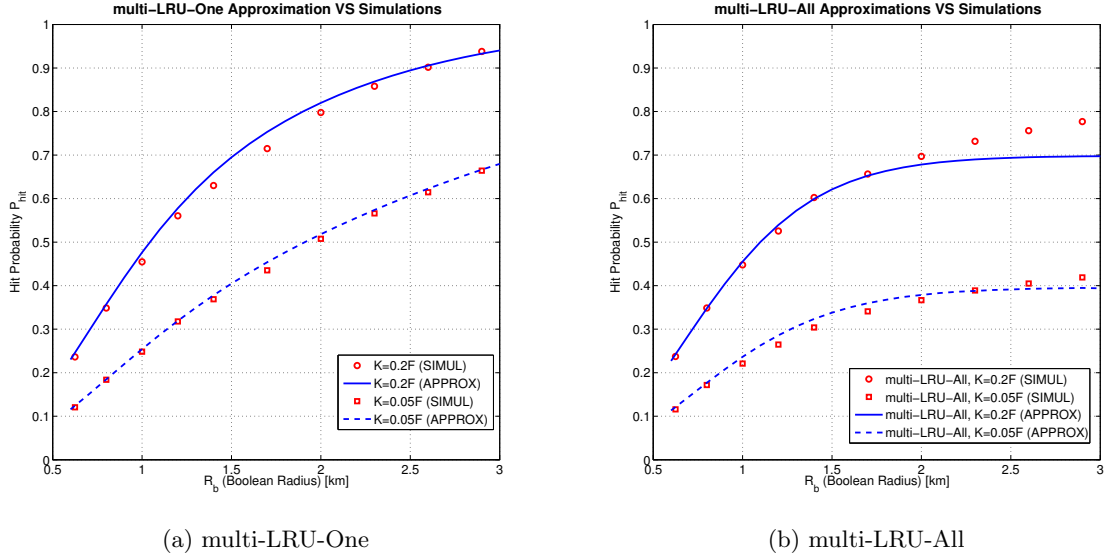 multi-LRU-One Approximation VS Simulations
Hit Probability P_hit
1
0.9
0.8
0.7
0.6
0.5
0.4
0.3
0.2
0.1
0
K=0.2F (SIMUL)
K=0.2F (APPROX)
K=0.05F (SIMUL)
K=0.05F (APPROX)
0.5 1 1.5 2 2.5 3
R_b (Boolean Radius) [km]
(a) multi-LRU-One
multi-LRU-All Approximations VS Simulations
Hit Probability P_hit
1
0.9
0.8
0.7
0.6
0.5
0.4
0.3
0.2
0.1
0
multi-LRU-All, K=0.2F (SIMUL)
multi-LRU-All, K=0.05F (SIMUL)
multi-LRU-All, K=0.2F (APPROX)
multi-LRU-All, K=0.05F (APPROX)
0.5 1 1.5 2 2.5 3
R_b (Boolean Radius) [km]
(b) multi-LRU-All